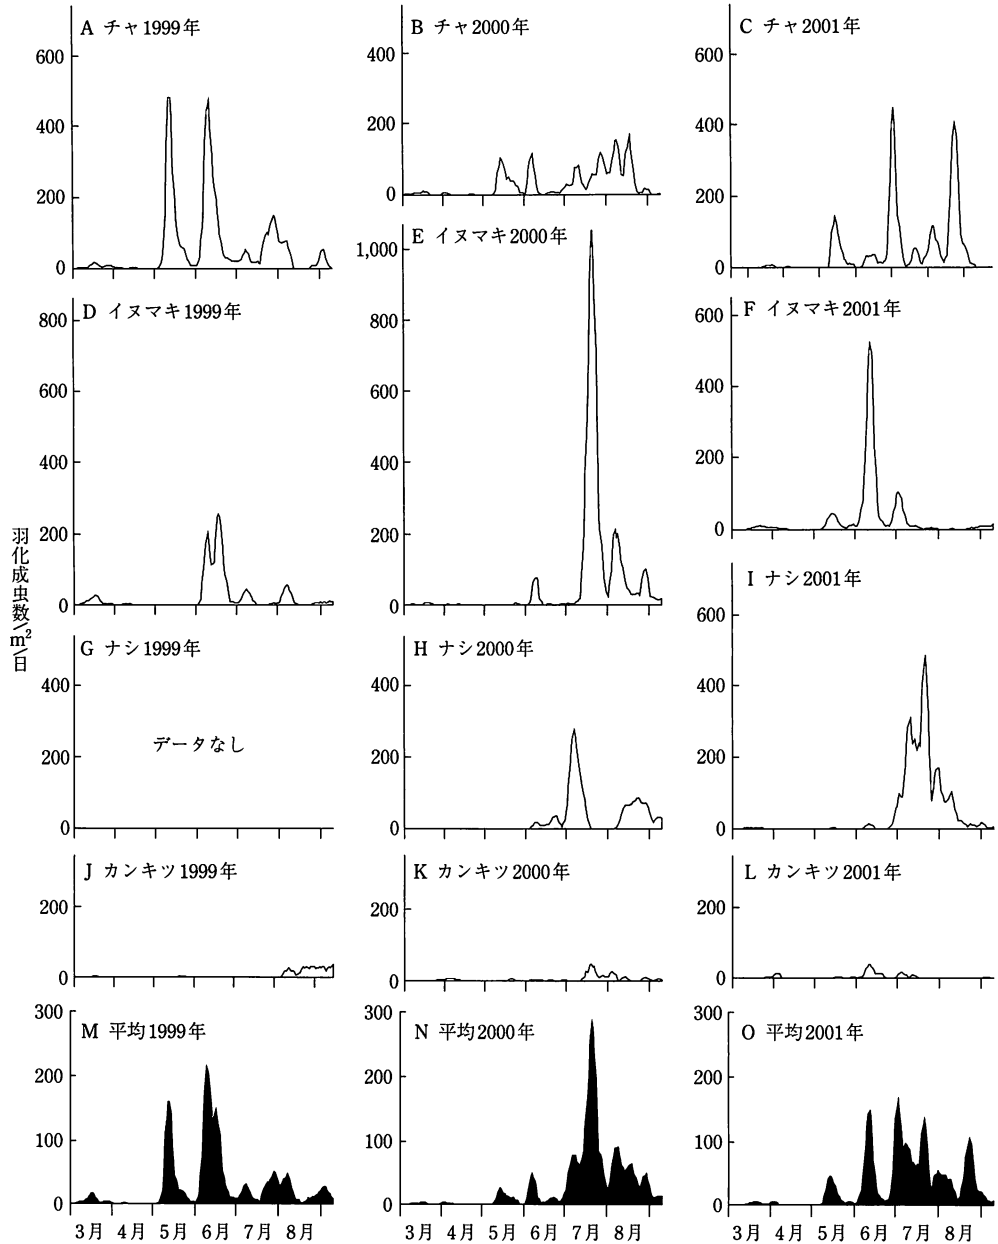 A チャ1999年
600
400
200
0
B チャ2000年
400
200
0
C チャ2001年
600
400
200
0
D イヌマキ1999年
800
600
400
200
0
E イヌマキ2000年
1,000
800
600
400
200
0
F イヌマキ2001年
600
400
200
0
羽化成虫数/m²/日
G ナシ1999年
400
200
0
データなし
H ナシ2000年
400
200
0
I ナシ2001年
600
400
200
0
J カンキツ1999年
200
0
K カンキツ2000年
200
0
L カンキツ2001年
200
0
M 平均1999年
300
200
100
0
3月 4月 5月 6月 7月 8月
N 平均2000年
300
200
100
0
3月 4月 5月 6月 7月 8月
O 平均2001年
300
200
100
0
3月 4月 5月 6月 7月 8月